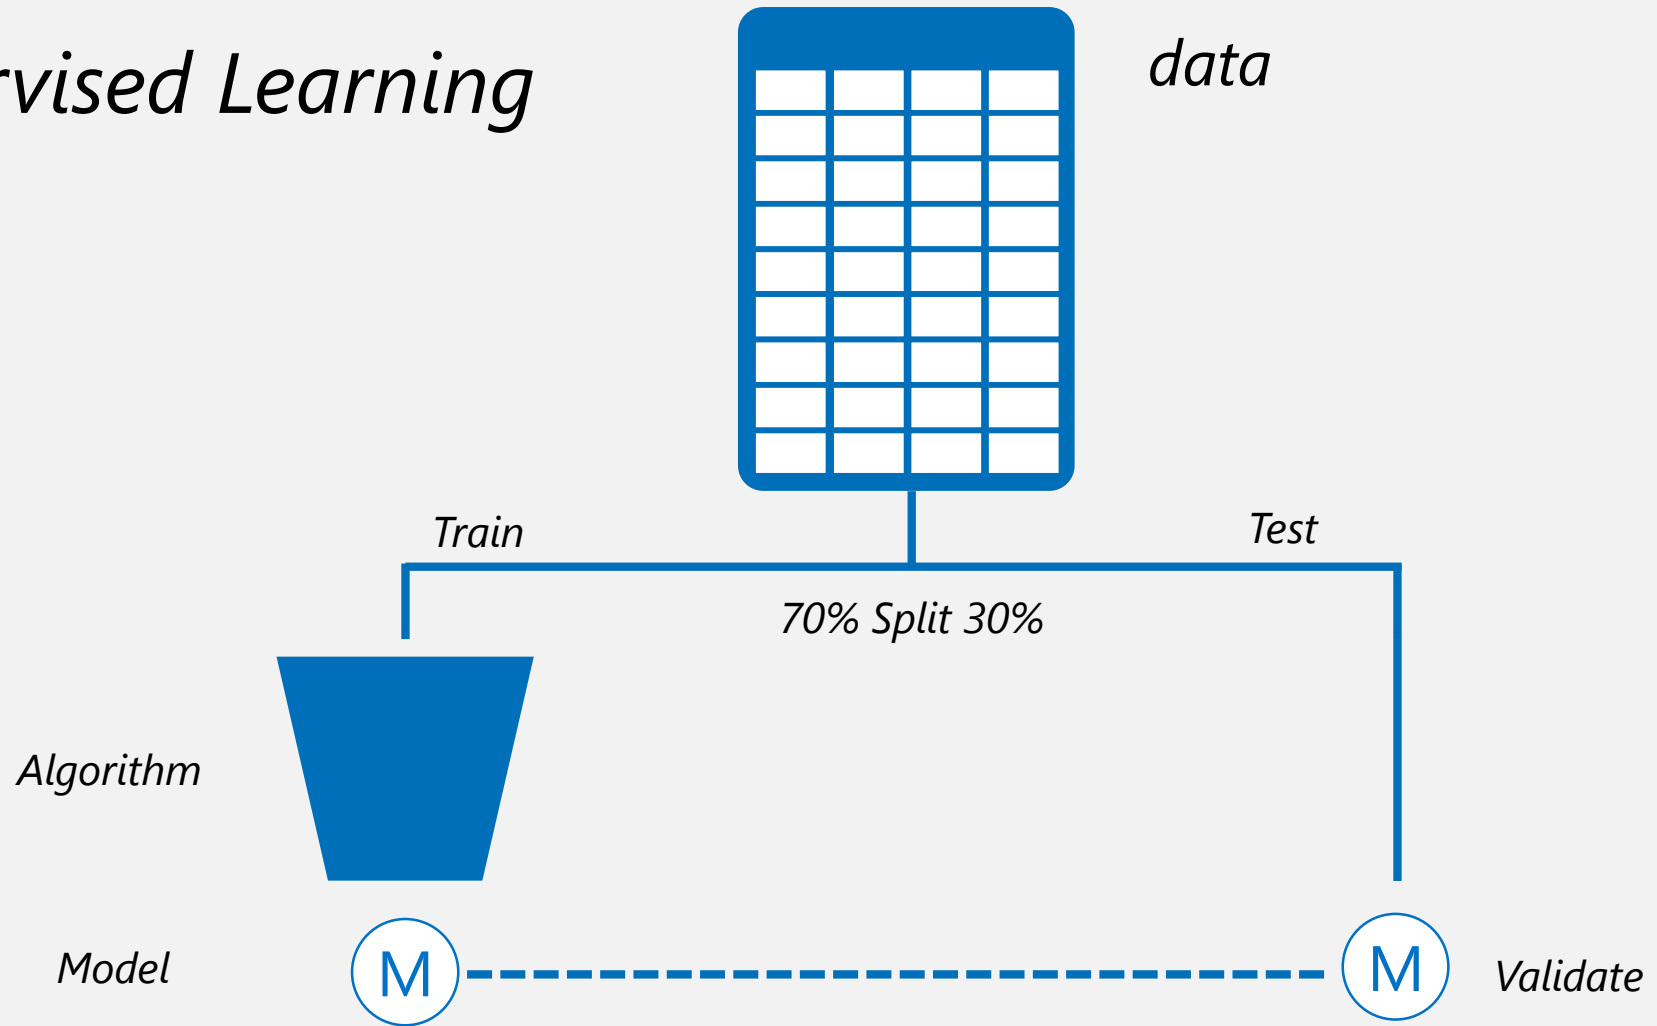 rvised Learning
data
Train
Test
70% Split 30%
Algorithm
Model
M
M
Validate